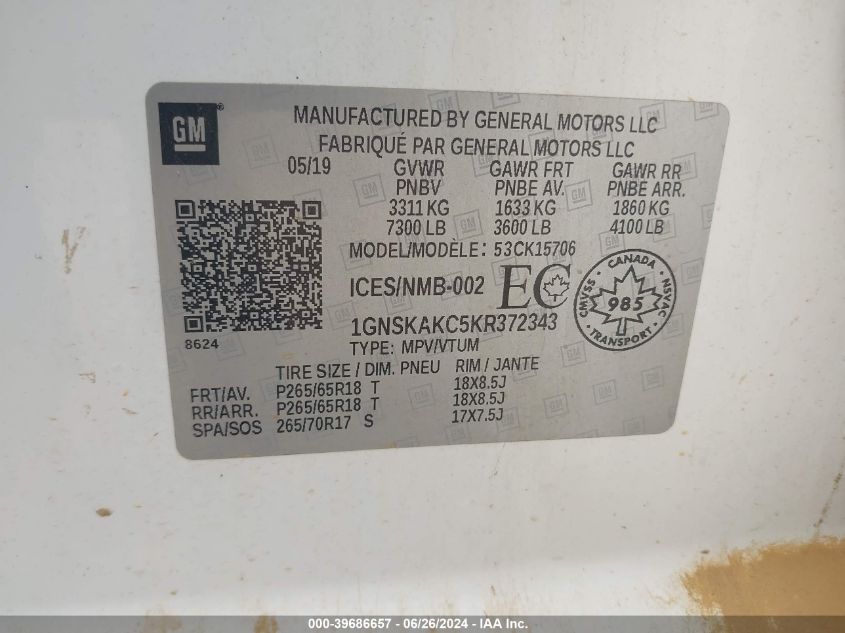 GM
MANUFACTURED BY GENERAL MOTORS LLC
FABRIQUÉ PAR GENERAL MOTORS LLC
05/19 GVWR GAWR FRT GAWR RR
PNBV PNBE AV. PNBE ARR.
3311 KG 1633 KG 1860 KG
7300 LB 3600 LB 4100 LB
MODEL/MODÈLE: 53CK15706
ICES/NMB-002 EC
CANADA
CMVSS 985 NSVAC
TRANSPORT
1GNSKAKC5KR372343
8624
TYPE: MPV/VTUM
TIRE SIZE / DIM. PNEU RIM / JANTE
FRT/AV. P265/65R18 T 18X8.5J
RR/ARR. P265/65R18 T 18X8.5J
SPA/SOS 265/70R17 S 17X7.5J
000-39686657 - 06/26/2024 - IAAI.COM